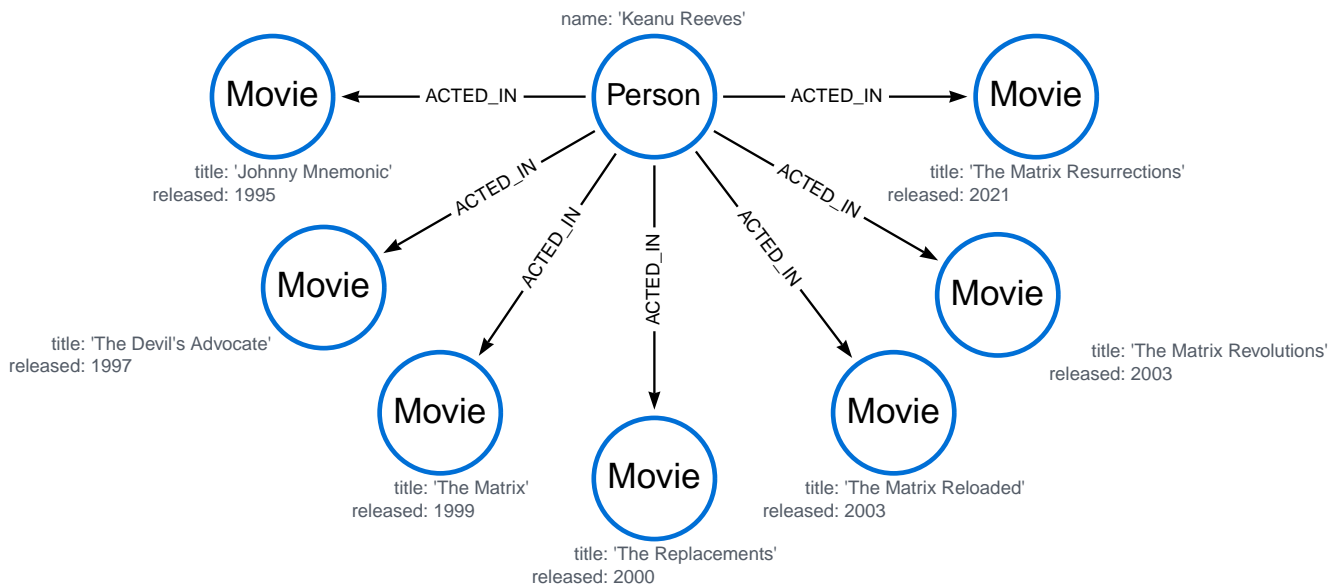 name: 'Keanu Reeves'
Movie
ACTED_IN
Person
ACTED_IN
Movie
title: 'Johnny Mnemonic'
released: 1995
ACTED_IN
ACTED_IN
ACTED_IN
ACTED_IN
ACTED_IN
title: 'The Matrix Resurrections'
released: 2021
Movie
title: 'The Devil's Advocate'
released: 1997
Movie
title: 'The Matrix Revolutions'
released: 2003
Movie
title: 'The Matrix'
released: 1999
Movie
title: 'The Replacements'
released: 2000
Movie
title: 'The Matrix Reloaded'
released: 2003